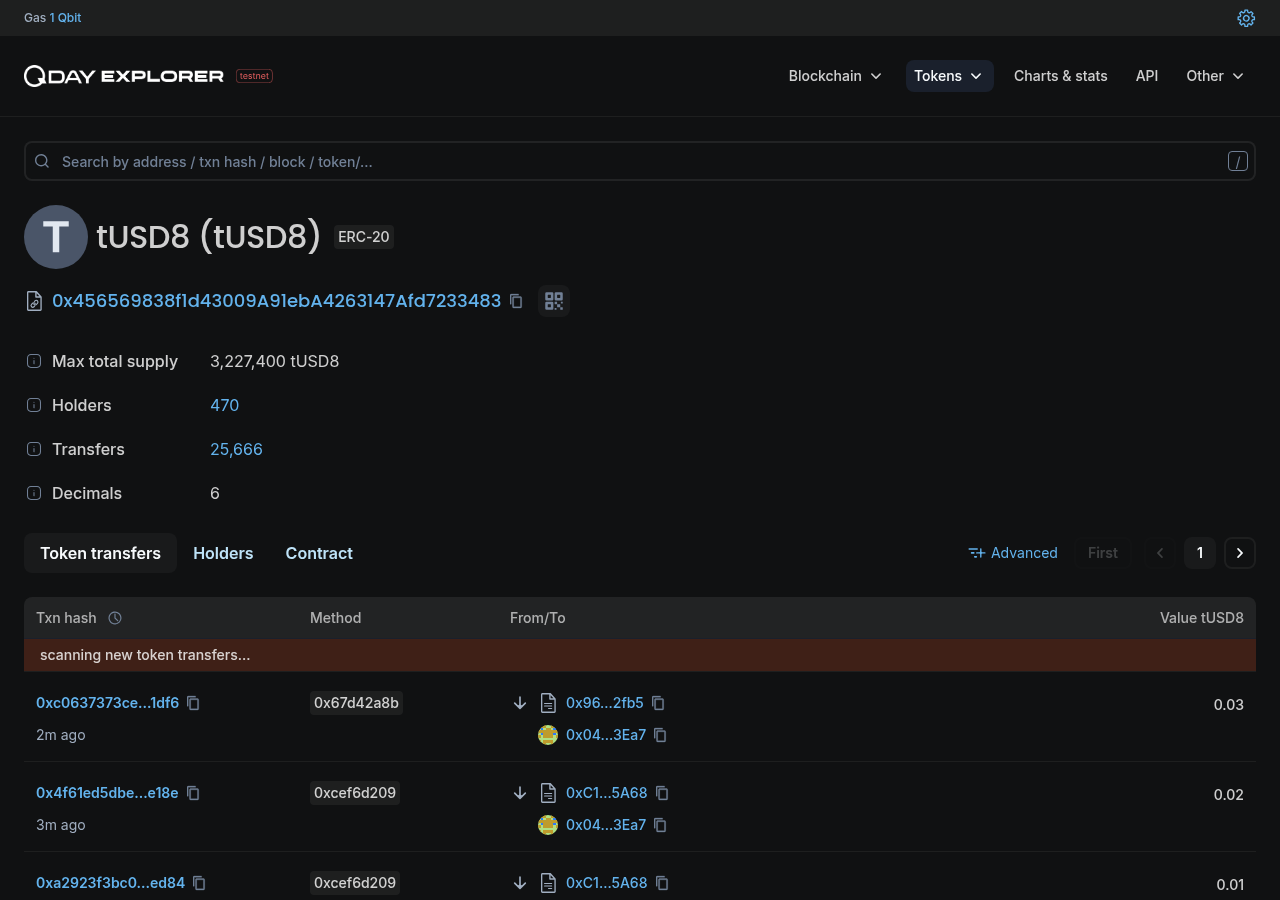 Gas 1 Qbit
QDAY EXPLORER testnet
Blockchain Tokens Charts & stats API Other
Search by address / txn hash / block / token/... /
T tUSD8 (tUSD8) ERC-20
0x456569838f1d43009A91ebA4263147Afd7233483
Max total supply 3,227,400 tUSD8
Holders 470
Transfers 25,666
Decimals 6
Token transfers Holders Contract Advanced First 1
Txn hash Method From/To Value tUSD8
scanning new token transfers...
0xc0637373ce...1df6 0x67d42a8b 0x96...2fb5 0.03
2m ago 0x04...3Ea7
0x4f61ed5dbe...e18e 0xcef6d209 0xC1...5A68 0.02
3m ago 0x04...3Ea7
0xa2923f3bc0...ed84 0xcef6d209 0xC1...5A68 0.01